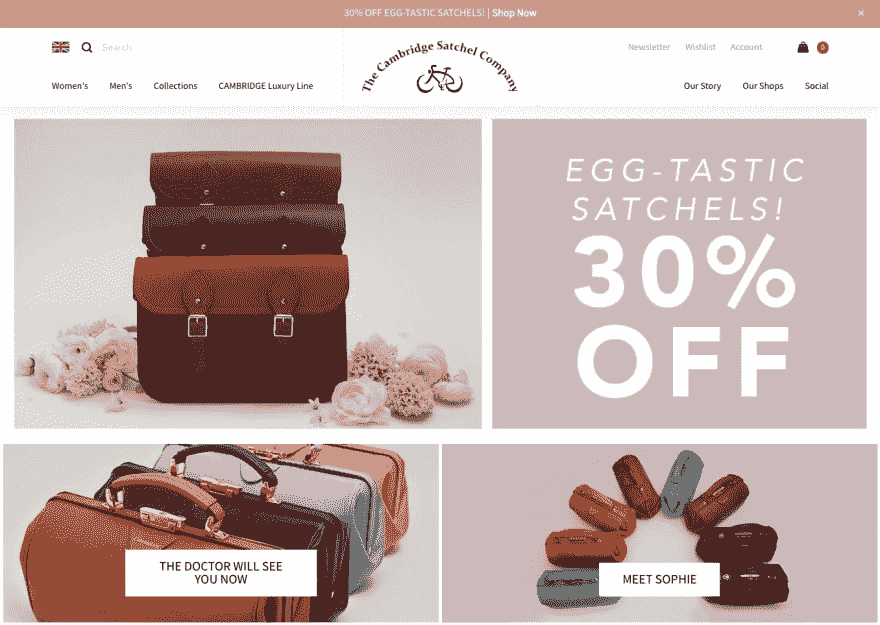 30% OFF EGG-TASTIC SATCHELS! | Shop Now ×
Search
The Cambridge Satchel Company
Newsletter Wishlist Account 0
Women's Men's Collections CAMBRIDGE Luxury Line
Our Story Our Shops Social
EGG-TASTIC
SATCHELS!
30%
OFF
THE DOCTOR WILL SEE
YOU NOW
MEET SOPHIE